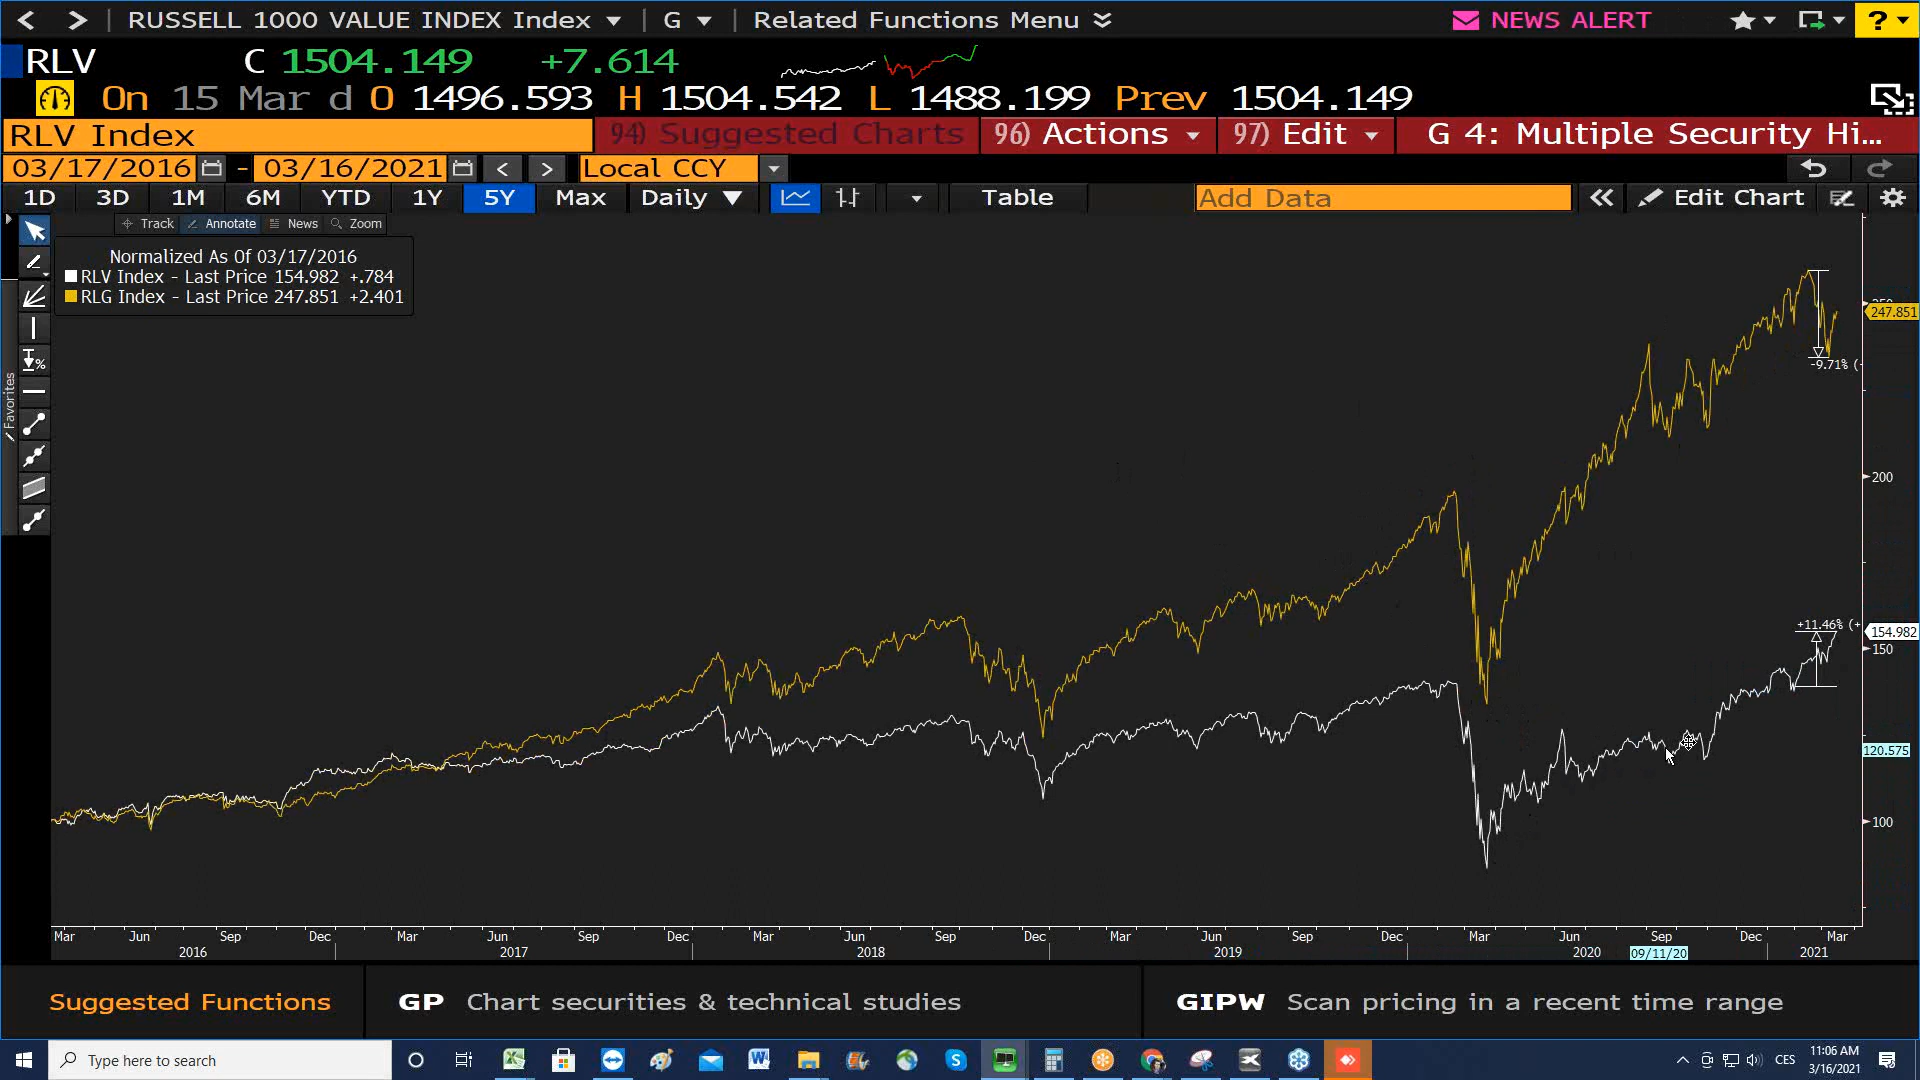 RUSSELL 1000 VALUE INDEX Index G Related Functions Menu NEWS ALERT ?
RLV C 1504.149 +7.614
On 15 Mar d O 1496.593 H 1504.542 L 1488.199 Prev 1504.149
RLV Index 94) Suggested Charts 96) Actions 97) Edit G 4: Multiple Security Hi...
03/17/2016 - 03/16/2021 < > Local CCY
1D 3D 1M 6M YTD 1Y 5Y Max Daily Table Add Data Edit Chart
Track Annotate News Zoom
Normalized As Of 03/17/2016
RLV Index - Last Price 154.982 +.784
RLG Index - Last Price 247.851 +2.401
Favorites
%
247.851
-9.71% (-
200
+11.46% (+
154.982
150
120.575
100
Mar Jun Sep Dec Mar Jun Sep Dec Mar Jun Sep Dec Mar Jun Sep Dec Mar Jun Sep Dec Mar
2016 2017 2018 2019 2020 09/11/20 2021
Suggested Functions GP Chart securities & technical studies GIPW Scan pricing in a recent time range
Type here to search CES 11:06 AM
3/16/2021